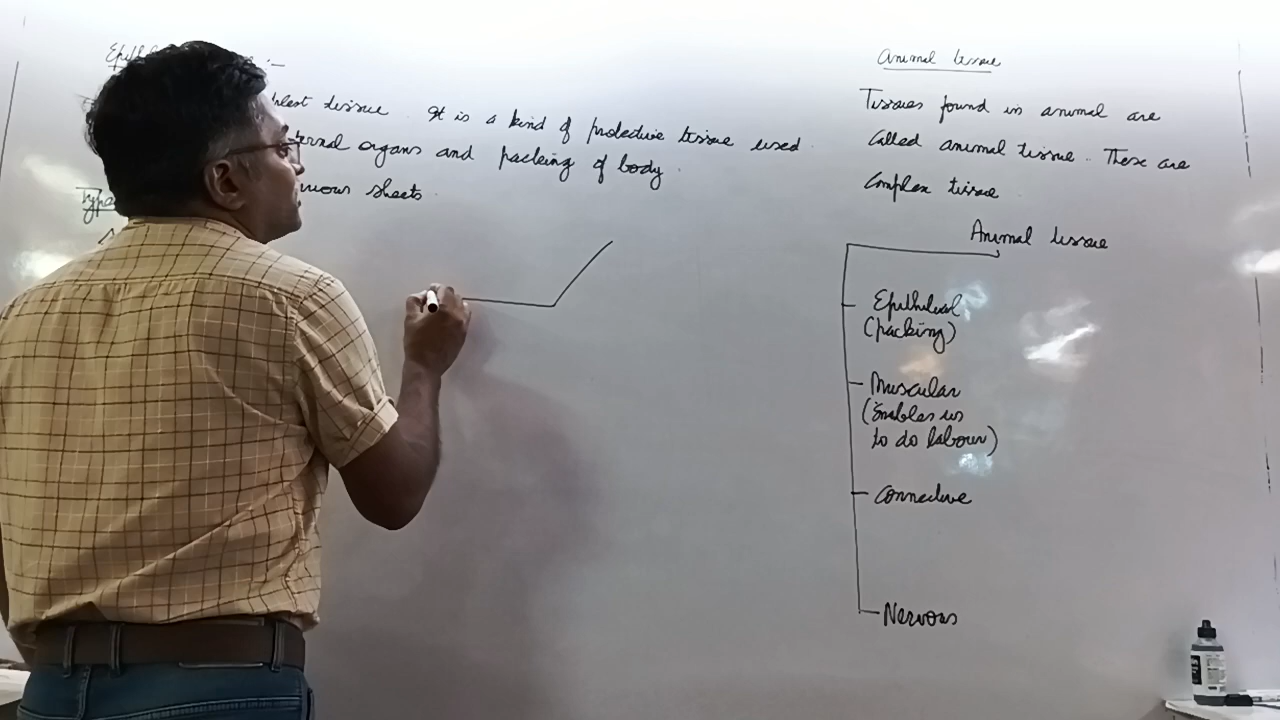 tissue. It is a kind of protective tissue used
organs and packing of body.
sheets.
Animal tissue
Tissues found in animal are
called animal tissue. These are
Complex tissue
Animal tissue
Epithelial
(packing)
Muscular
(Enables us
to do labour)
Connective
Nervous